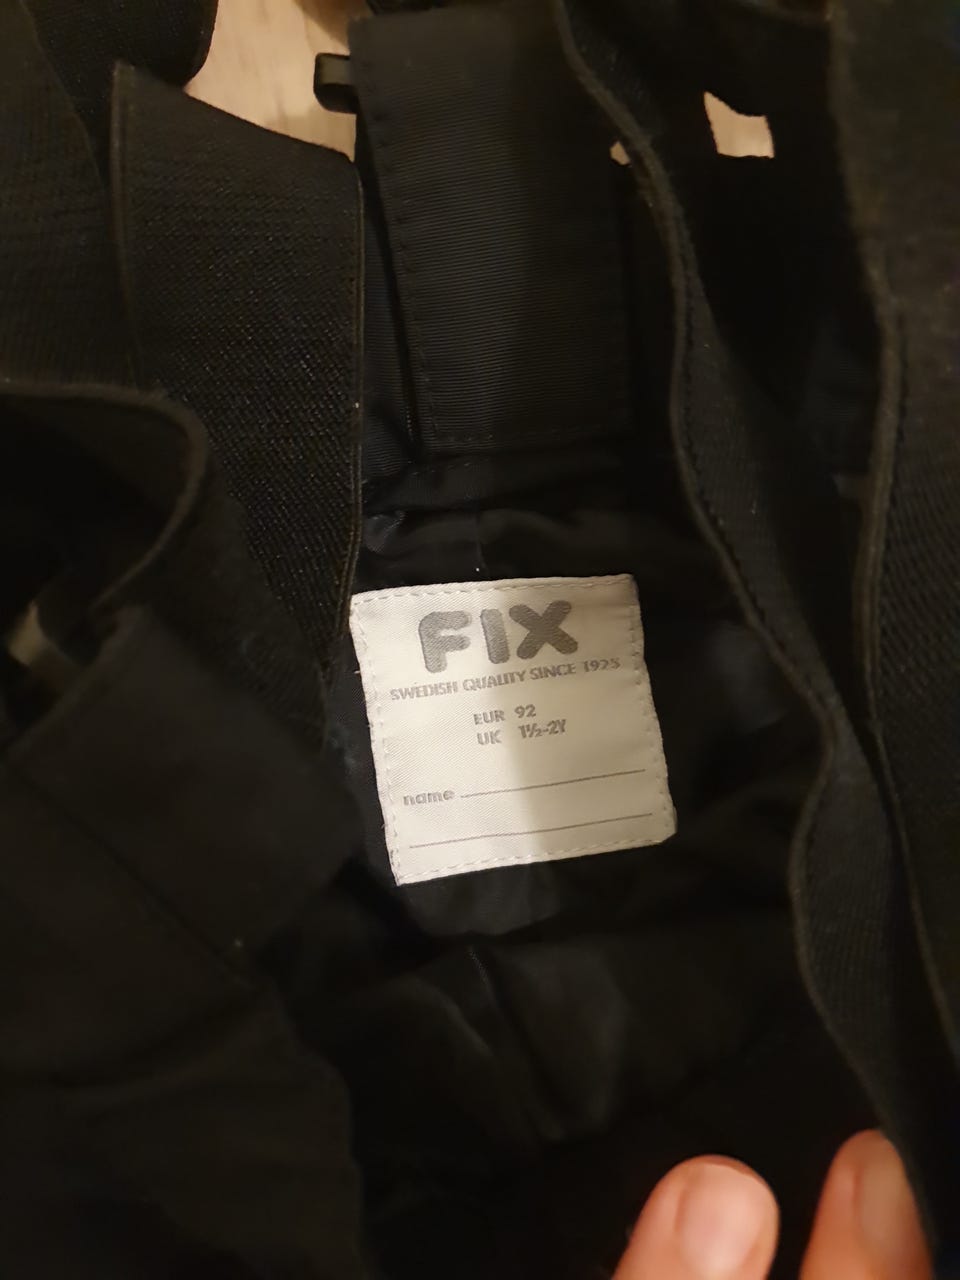 FIX
SWEDISH QUALITY SINCE 1925
EUR 92
UK 1½-2Y
name